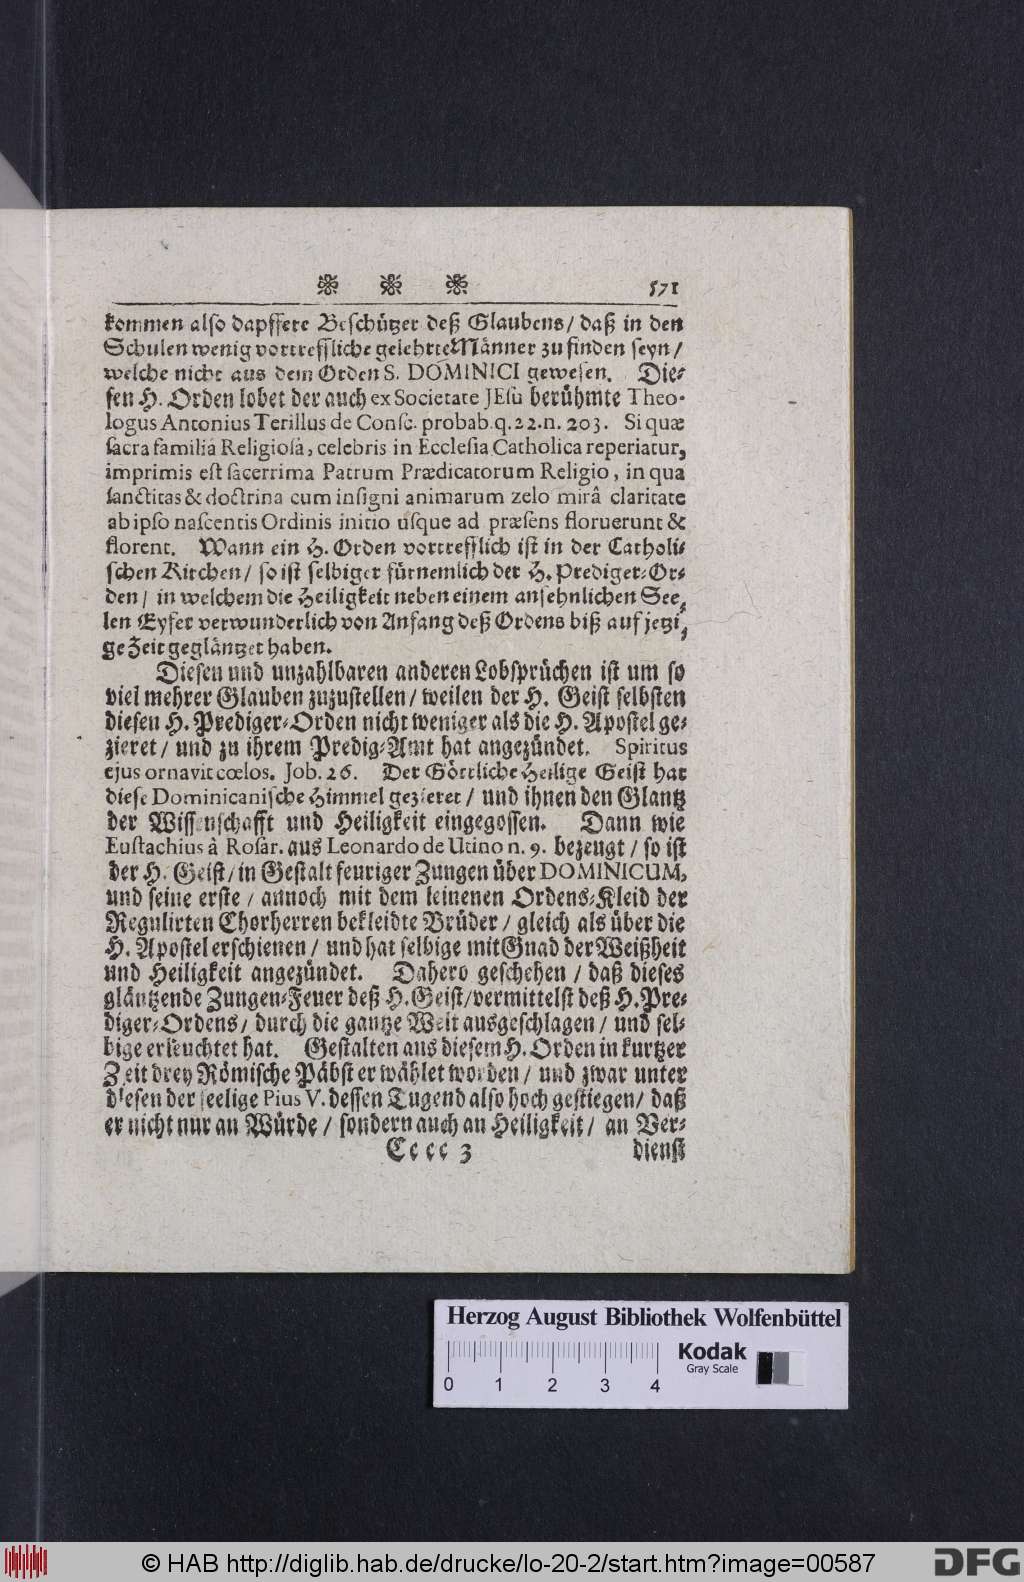 571
kommen also dapffere Beschützer deß Glaubens / daß in den
Schulen wenig vortreffliche gelehrte Männer zu finden seyn /
welche nicht aus dem Orden S. DOMINICI gewesen. Die-
sen H. Orden lobet der auch ex Societate JEsu berühmte Theo-
logus Antonius Terillus de Consc. probab. q. 22. n. 203. Si quæ
sacra familia Religiosa, celebris in Ecclesia Catholica reperiatur,
imprimis est sacerrima Patrum Prædicatorum Religio, in qua
sanctitas & doctrina cum insigni animarum zelo mirâ claritate
ab ipso nascentis Ordinis initio usque ad præsens floruerunt &
florent. Wann ein H. Orden vortrefflich ist in der Catholi-
schen Kirchen / so ist selbiger fürnemlich der H. Prediger-Or-
den / in welchem die Heiligkeit neben einem ansehnlichen See-
len Eyfer verwunderlich von Anfang deß Ordens biß auf jetzi-
ge Zeit gegläntzet haben.
Diesen und unzahlbaren anderen Lobsprüchen ist um so
viel mehrer Glauben zuzustellen / weilen der H. Geist selbsten
diesen H. Prediger-Orden nicht weniger als die H. Apostel ge-
zieret / und zu ihrem Predig-Amt hat angezündet. Spiritus
ejus ornavit cœlos. Job. 26. Der Göttliche Heilige Geist hat
diese Dominicanische Himmel gezieret / und ihnen den Glantz
der Wissenschafft und Heiligkeit eingegossen. Dann wie
Eustachius à Rosar. aus Leonardo de Utino n. 9. bezeugt / so ist
der H. Geist / in Gestalt feuriger Zungen über DOMINICUM,
und seine erste / annoch mit dem leinenen Ordens-Kleid der
Regulirten Chorherren bekleidte Brüder / gleich als über die
H. Apostel erschienen / und hat selbige mit Gnad der Weißheit
und Heiligkeit angezündet. Dahero geschehen / daß dieses
gläntzende Zungen-Feuer deß H. Geist / vermittelst deß H. Pre-
diger-Ordens / durch die gantze Welt ausgeschlagen / und sel-
bige erleuchtet hat. Gestalten aus diesem H. Orden in kurtzer
Zeit drey Römische Päbst erwählet worden / und zwar unter
diesen der seelige Pius V. dessen Tugend also hoch gestiegen / daß
er nicht nur an Würde / sondern auch an Heiligkeit / an Ver-
Cccc 3 dienst
Herzog August Bibliothek Wolfenbüttel
Kodak
Gray Scale
0 1 2 3 4
© HAB http://diglib.hab.de/drucke/lo-20-2/start.htm?image=00587
DFG